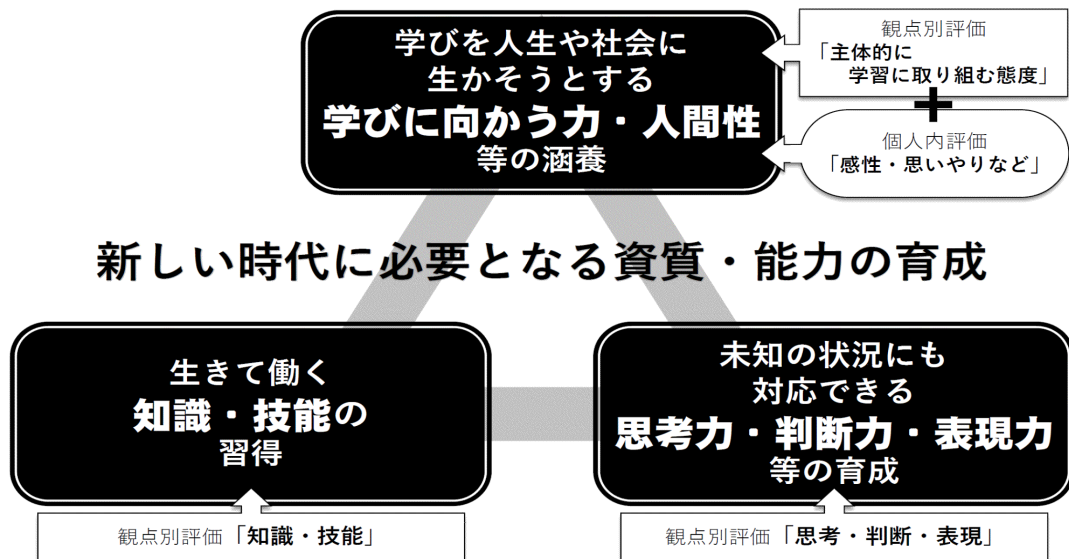 学びを人生や社会に
生かそうとする
学びに向かう力・人間性
等の涵養
観点別評価
「主体的に
学習に取り組む態度」
+
個人内評価
「感性・思いやりなど」
新しい時代に必要となる資質・能力の育成
生きて働く
知識・技能の
習得
観点別評価「知識・技能」
未知の状況にも
対応できる
思考力・判断力・表現力
等の育成
観点別評価「思考・判断・表現」